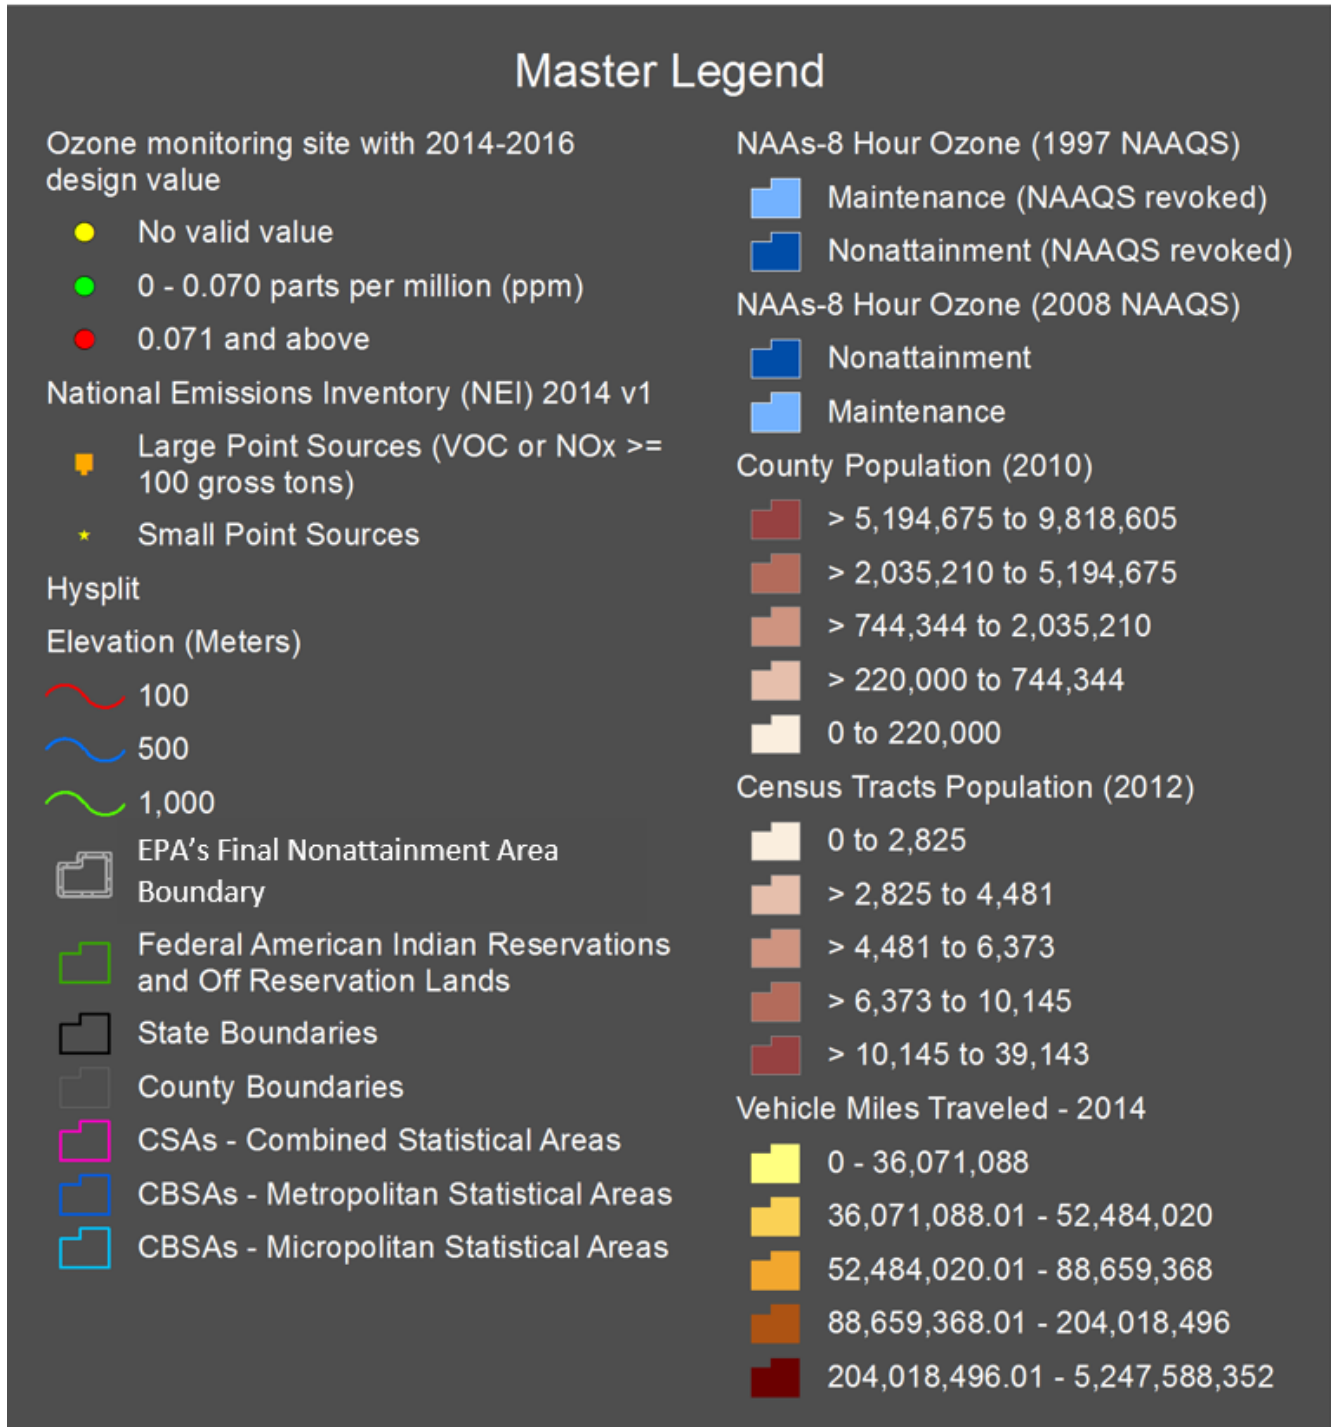 Master Legend
Ozone monitoring site with 2014-2016
design value
No valid value
0 - 0.070 parts per million (ppm)
0.071 and above
National Emissions Inventory (NEI) 2014 v1
Large Point Sources (VOC or NOx >=
100 gross tons)
Small Point Sources
Hysplit
Elevation (Meters)
100
500
1,000
EPA's Final Nonattainment Area
Boundary
Federal American Indian Reservations
and Off Reservation Lands
State Boundaries
County Boundaries
CSAs - Combined Statistical Areas
CBSAs - Metropolitan Statistical Areas
CBSAs - Micropolitan Statistical Areas
NAAs-8 Hour Ozone (1997 NAAQS)
Maintenance (NAAQS revoked)
Nonattainment (NAAQS revoked)
NAAs-8 Hour Ozone (2008 NAAQS)
Nonattainment
Maintenance
County Population (2010)
> 5,194,675 to 9,818,605
> 2,035,210 to 5,194,675
> 744,344 to 2,035,210
> 220,000 to 744,344
0 to 220,000
Census Tracts Population (2012)
0 to 2,825
> 2,825 to 4,481
> 4,481 to 6,373
> 6,373 to 10,145
> 10,145 to 39,143
Vehicle Miles Traveled - 2014
0 - 36,071,088
36,071,088.01 - 52,484,020
52,484,020.01 - 88,659,368
88,659,368.01 - 204,018,496
204,018,496.01 - 5,247,588,352